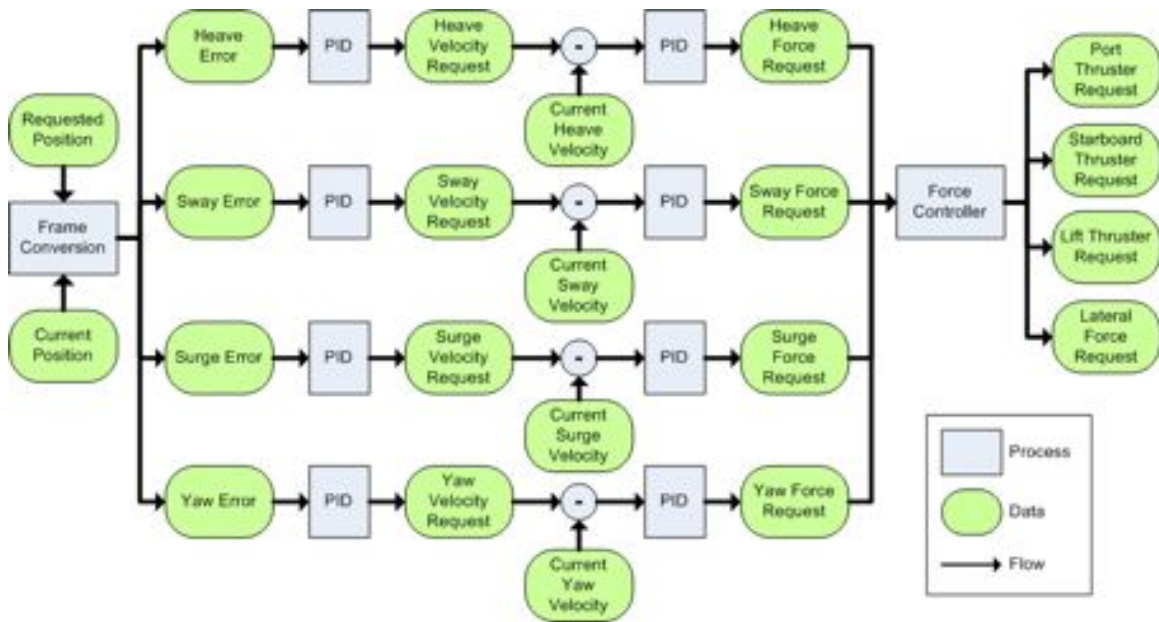 Heave
Error
PID
Heave
Velocity
Request
-
PID
Heave
Force
Request
Current
Heave
Velocity
Requested
Position
Frame
Conversion
Current
Position
Sway Error
PID
Sway
Velocity
Request
-
PID
Sway Force
Request
Current
Sway
Velocity
Surge Error
PID
Surge
Velocity
Request
-
PID
Surge
Force
Request
Current
Surge
Velocity
Yaw Error
PID
Yaw
Velocity
Request
-
PID
Yaw Force
Request
Current
Yaw
Velocity
Force
Controller
Port
Thruster
Request
Starboard
Thruster
Request
Lift Thruster
Request
Lateral
Force
Request
Process
Data
Flow